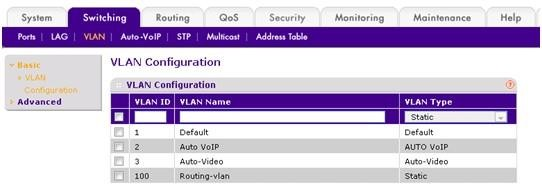 System Switching Routing QoS Security Monitoring Maintenance Help
Ports | LAG | VLAN | Auto-VoIP | STP | Multicast | Address Table
Basic
VLAN
Configuration
Advanced
VLAN Configuration
VLAN Configuration
VLAN ID VLAN Name VLAN Type
Static
1 Default Default
2 Auto VoIP AUTO VoIP
3 Auto-Video Auto-Video
100 Routing-vlan Static